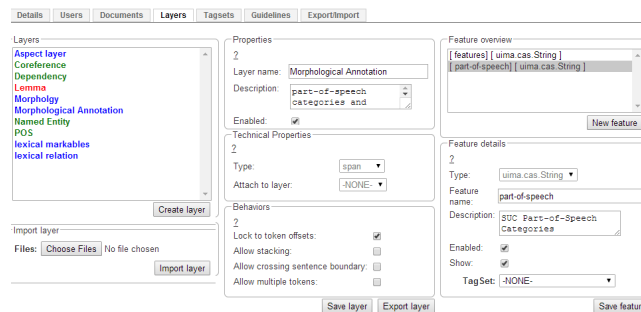 Details Users Documents Layers Tagsets Guidelines Export/Import
Layers
Aspect layer
Coreference
Dependency
Lemma
Morpholgy
Morphological Annotation
Named Entity
POS
lexical markables
lexical relation
Create layer
Import layer
Files: Choose Files No file chosen
Import layer
Properties
?
Layer name: Morphological Annotation
Description: part-of-speech
categories and
Enabled:
Technical Properties
?
Type: span
Attach to layer: -NONE-
Behaviors
?
Lock to token offsets:
Allow stacking:
Allow crossing sentence boundary:
Allow multiple tokens:
Save layer Export layer
Feature overview
[ features] [ uima.cas.String ]
[ part-of-speech] [ uima.cas.String ]
New feature
Feature details
?
Type: uima.cas.String
Feature
name: part-of-speech
Description: SUC Part-of-Speech
Categories
Enabled:
Show:
TagSet: -NONE-
Save featur